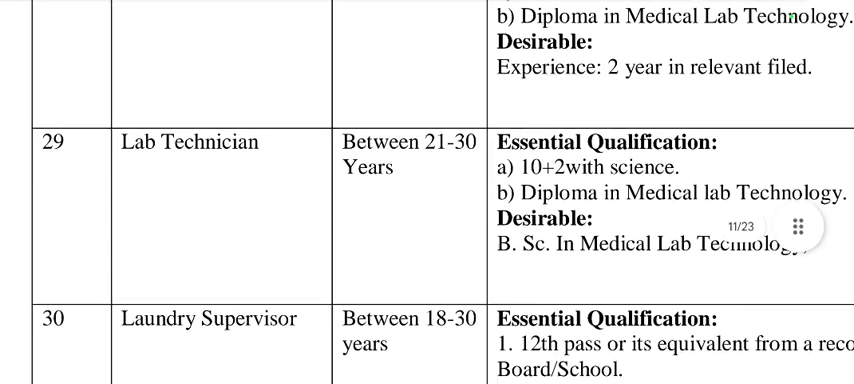 b) Diploma in Medical Lab Technology.
Desirable:
Experience: 2 year in relevant filed.
29
Lab Technician
Between 21-30
Years
Essential Qualification:
a) 10+2with science.
b) Diploma in Medical lab Technology.
Desirable:
B. Sc. In Medical Lab Technology.
11/23
30
Laundry Supervisor
Between 18-30
years
Essential Qualification:
1. 12th pass or its equivalent from a reco
Board/School.